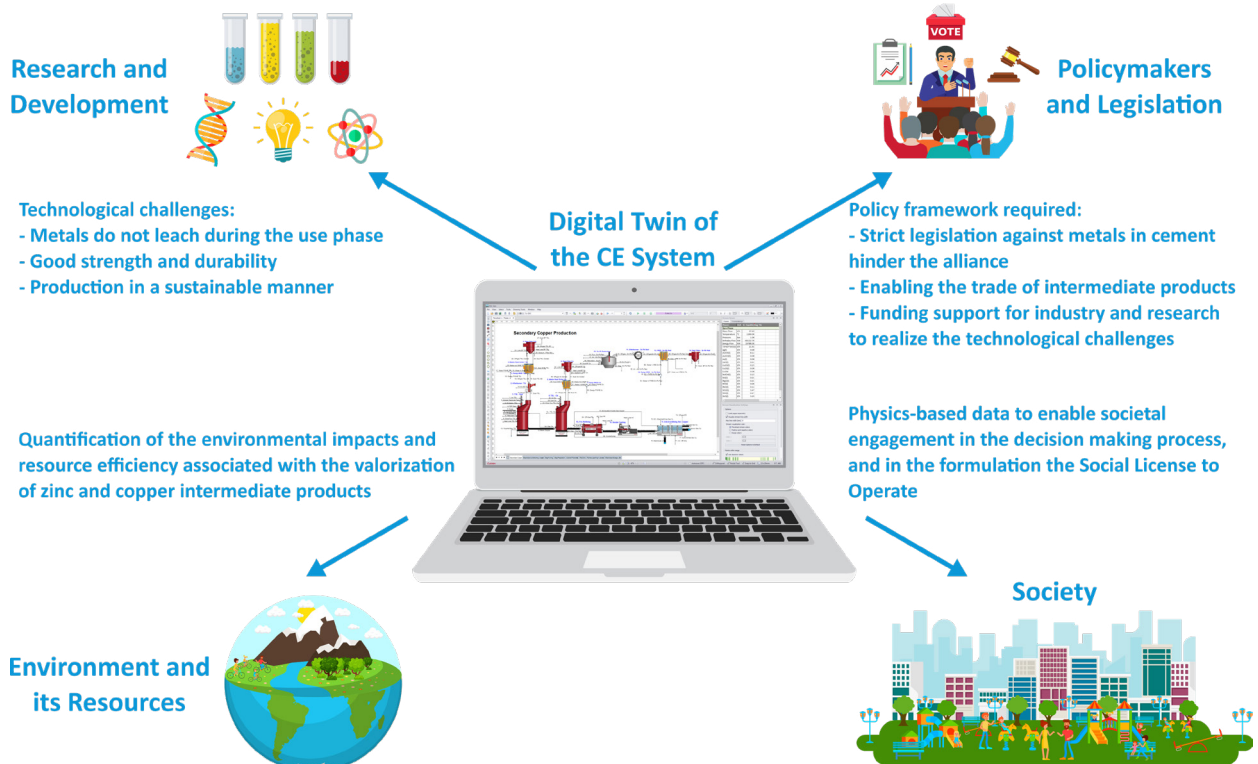 VOTE
Research and
Development
Policymakers
and Legislation
Technological challenges:
- Metals do not leach during the use phase
- Good strength and durability
- Production in a sustainable manner
Digital Twin of
the CE System
Policy framework required:
- Strict legislation against metals in cement
hinder the alliance
- Enabling the trade of intermediate products
- Funding support for industry and research
to realize the technological challenges
Secondary Copper Production
Quantification of the environmental impacts and
resource efficiency associated with the valorization
of zinc and copper intermediate products
Physics-based data to enable societal
engagement in the decision making process,
and in the formulation the Social License to
Operate
Environment and
its Resources
Society